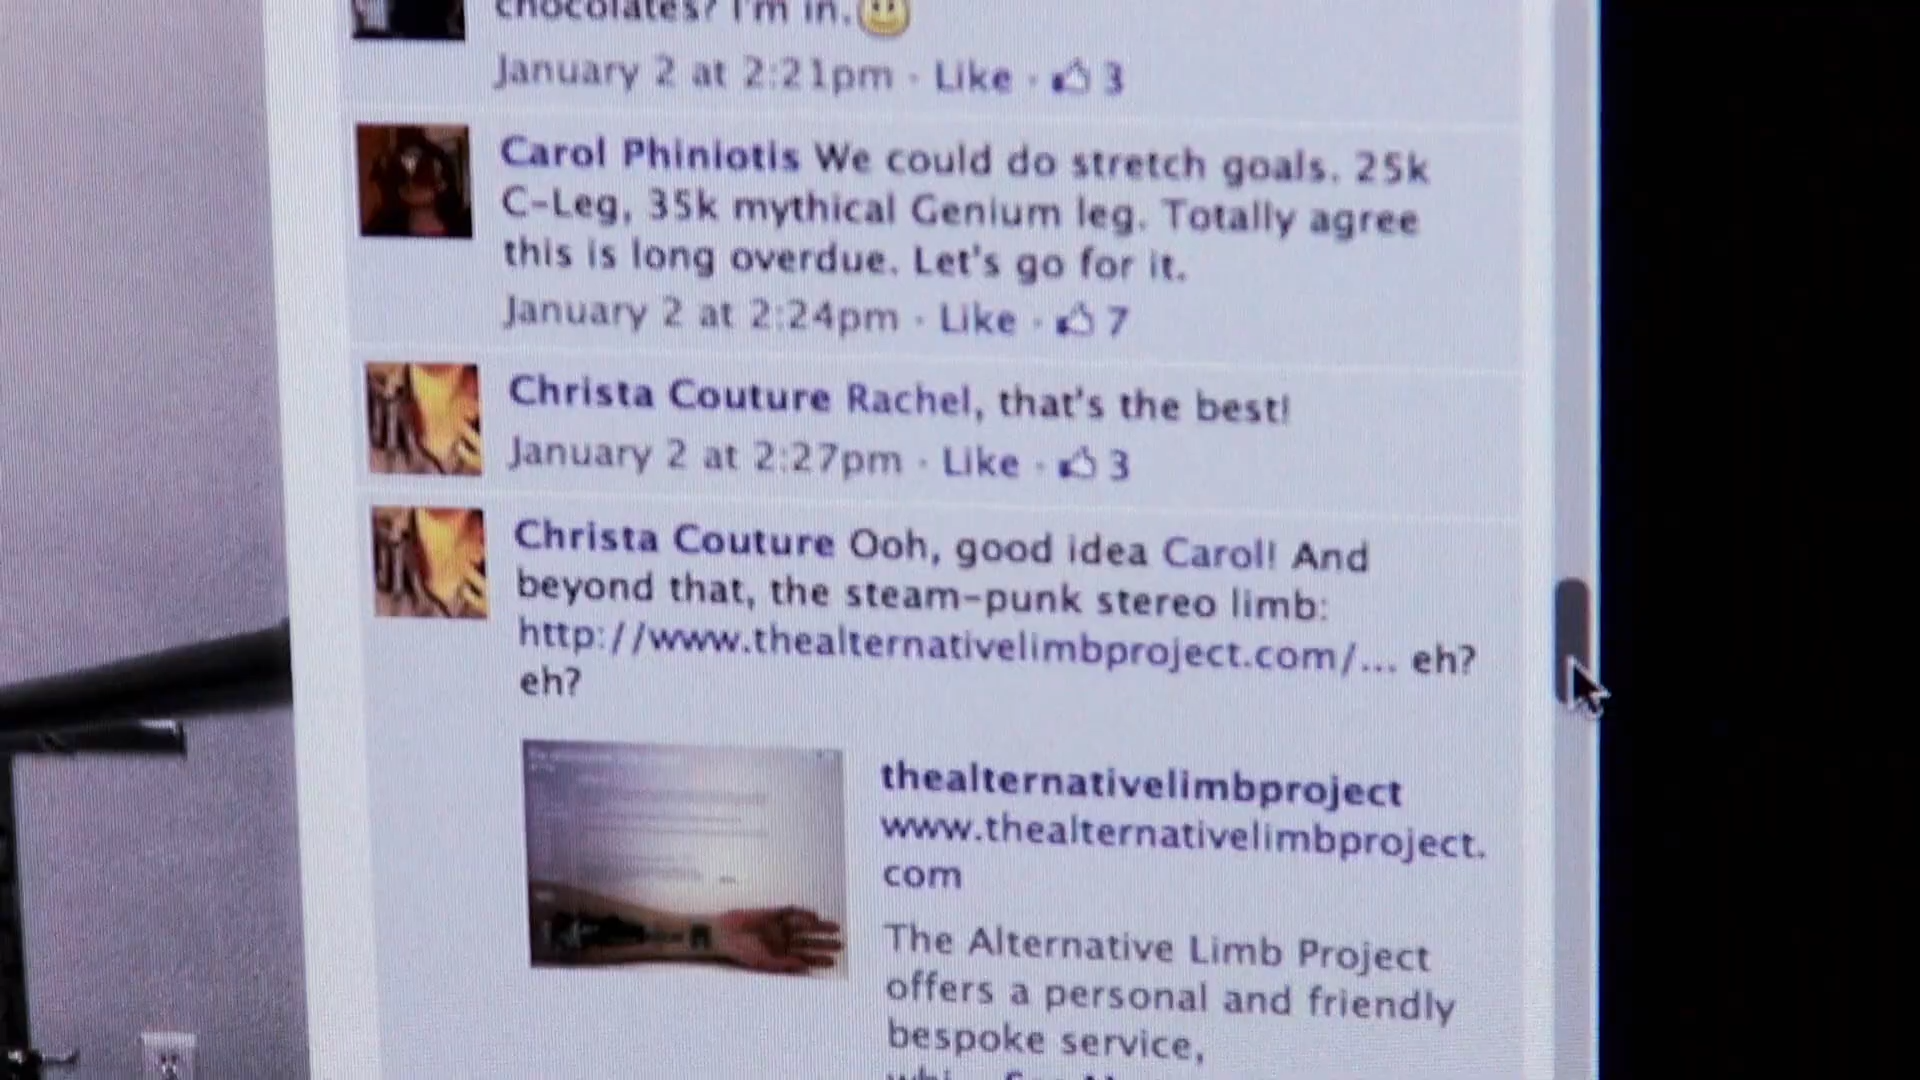 chocolates? I'm in.
January 2 at 2:21pm · Like · 3
Carol Phiniotis We could do stretch goals. 25k
C-Leg, 35k mythical Genium leg. Totally agree
this is long overdue. Let's go for it.
January 2 at 2:24pm · Like · 7
Christa Couture Rachel, that's the best!
January 2 at 2:27pm · Like · 3
Christa Couture Ooh, good idea Carol! And
beyond that, the steam-punk stereo limb:
http://www.thealternativelimbproject.com/... eh?
eh?
thealternativelimbproject
www.thealternativelimbproject.
com
The Alternative Limb Project
offers a personal and friendly
bespoke service,